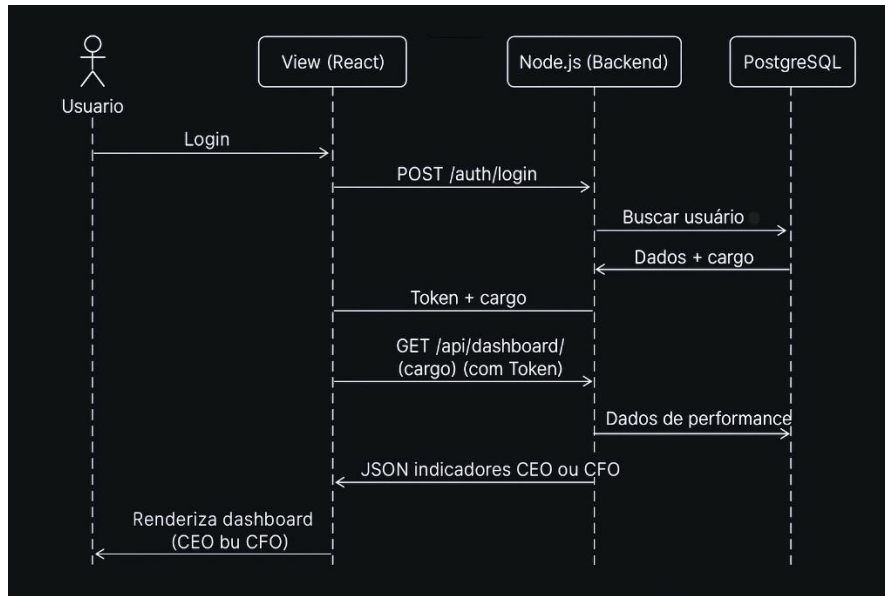 View (React)
Node.js (Backend)
PostgreSQL
Usuario
Login
POST /auth/login
Buscar usuário
Dados + cargo
Token + cargo
GET /api/dashboard/
(cargo) (com Token)
Dados de performance
JSON indicadores CEO ou CFO
Renderiza dashboard
(CEO bu CFO)